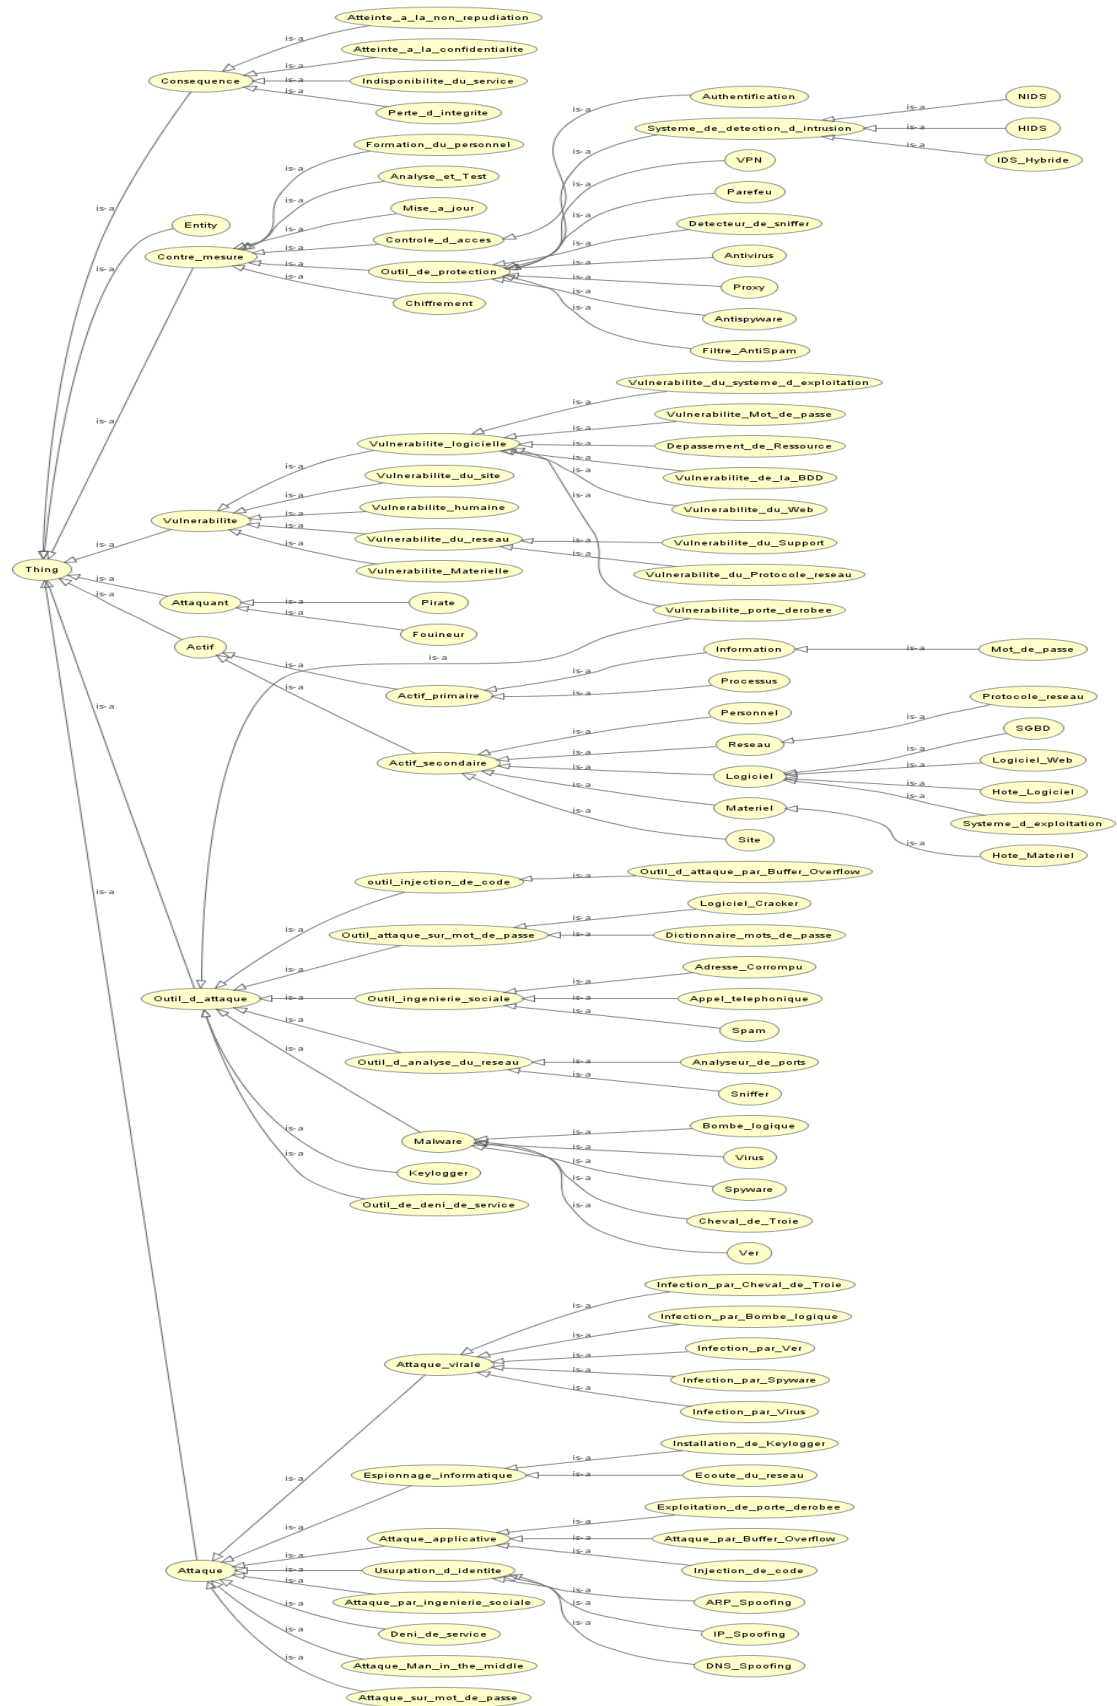 Atteinte_a_la_non_repudiation
Atteinte_a_la_confidentialite
Consequence
Indisponibilite_du_service
Perte_d_integrite
Authentification
NIDS
Systeme_de_detection_d_intrusion
HIDS
Formation_du_personnel
VPN
IDS_Hybride
Analyse_et_Test
Parefeu
Mise_a_jour
Entity
Detecteur_de_sniffer
Controle_d_acces
Contre_mesure
Antivirus
Outil_de_protection
Proxy
Chiffrement
Antispyware
Filtre_AntiSpam
Vulnerabilite_du_systeme_d_exploitation
Vulnerabilite_Mot_de_passe
Vulnerabilite_logicielle
Depassement_de_Ressource
Vulnerabilite_du_site
Vulnerabilite_de_la_BDD
Vulnerabilite_humaine
Vulnerabilite_du_Web
Vulnerabilite
Vulnerabilite_du_reseau
Vulnerabilite_du_Support
Thing
Vulnerabilite_Materielle
Vulnerabilite_du_Protocole_reseau
Attaquant
Pirate
Vulnerabilite_porte_derobee
Fouineur
Actif
Information
Mot_de_passe
Actif_primaire
Processus
Protocole_reseau
Personnel
SGBD
Reseau
Actif_secondaire
Logiciel_Web
Logiciel
Hote_Logiciel
Materiel
Systeme_d_exploitation
Site
Hote_Materiel
outil_injection_de_code
Outil_d_attaque_par_Buffer_Overflow
Logiciel_Cracker
Outil_attaque_sur_mot_de_passe
Dictionnaire_mots_de_passe
Adresse_Corrompu
Outil_d_attaque
Outil_ingenierie_sociale
Appel_telephonique
Spam
Outil_d_analyse_du_reseau
Analyseur_de_ports
Sniffer
Bombe_logique
Malware
Virus
Keylogger
Spyware
Outil_de_deni_de_service
Cheval_de_Troie
Ver
Infection_par_Cheval_de_Troie
Infection_par_Bombe_logique
Infection_par_Ver
Attaque_virale
Infection_par_Spyware
Infection_par_Virus
Installation_de_Keylogger
Espionnage_informatique
Ecoute_du_reseau
Exploitation_de_porte_derobee
Attaque_applicative
Attaque_par_Buffer_Overflow
Attaque
Usurpation_d_identite
Injection_de_code
Attaque_par_ingenierie_sociale
ARP_Spoofing
Deni_de_service
IP_Spoofing
Attaque_Man_in_the_middle
DNS_Spoofing
Attaque_sur_mot_de_passe
is-a